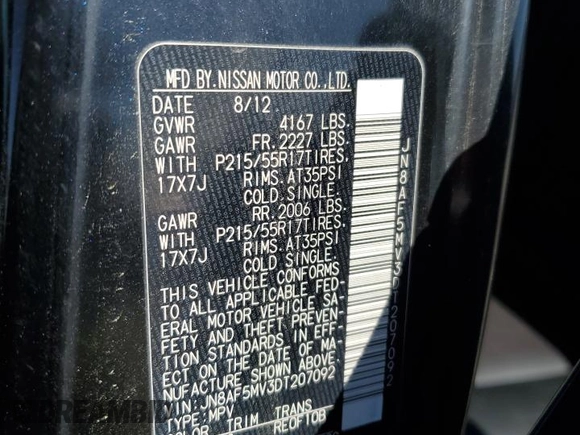 MFD BY.NISSAN MOTOR CO.,LTD.
DATE 8/12
GVWR 4167 LBS.
GAWR FR.2227 LBS.
WITH P215/55R17TIRES.
17X7J RIMS.AT35PSI
COLD.SINGLE.
GAWR RR.2006 LBS.
WITH P215/55R17TIRES.
17X7J RIMS.AT35PSI
COLD.SINGLE.
THIS VEHICLE CONFORMS
TO ALL APPLICABLE FED-
ERAL MOTOR VEHICLE SA-
FETY AND THEFT PREVEN-
TION STANDARDS IN EFF-
ECT ON THE DATE OF MA-
NUFACTURE SHOWN ABOVE.
VIN:JN8AF5MV3DT207092
TYPE:MPV
COLOR TRIM TRANS
REOFT0B
JN8AF5MV3DT207092
DREAMBID